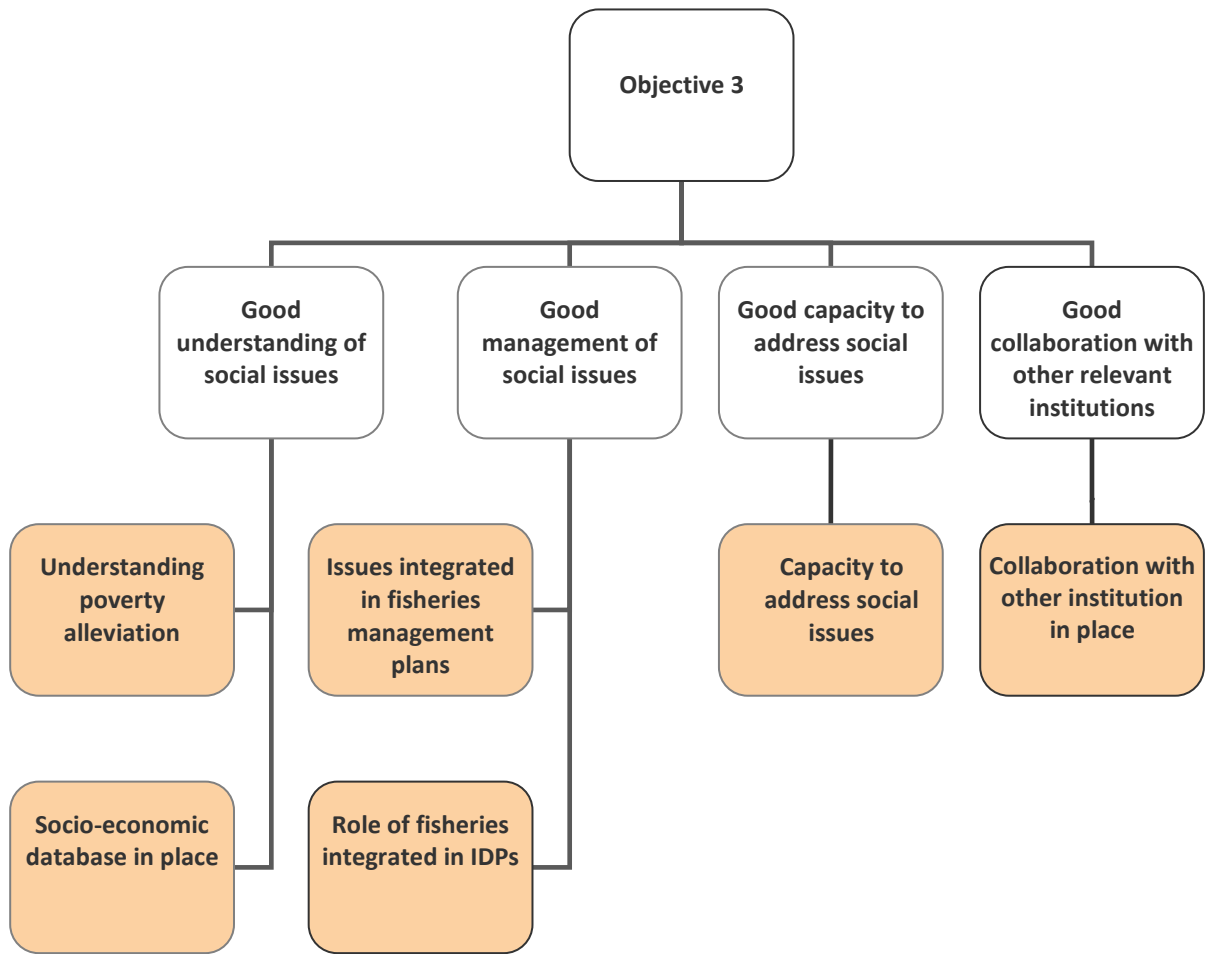 Objective 3
Good
understanding of
social issues
Good
management of
social issues
Good capacity to
address social
issues
Good
collaboration with
other relevant
institutions
Understanding
poverty
alleviation
Issues integrated
in fisheries
management
plans
Capacity to
address social
issues
Collaboration with
other institution
in place
Socio-economic
database in place
Role of fisheries
integrated in IDPs